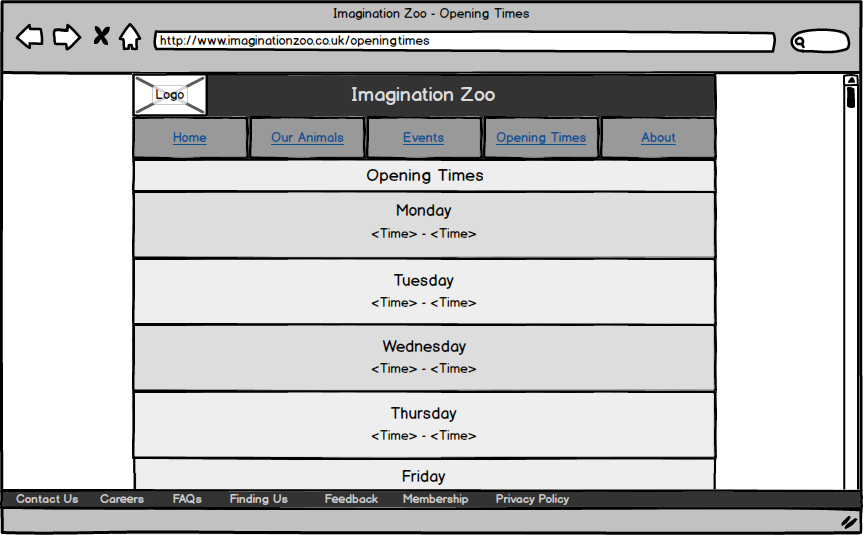 Imagination Zoo - Opening Times
http://www.imaginationzoo.co.uk/openingtimes
Logo
Imagination Zoo
Home Our Animals Events Opening Times About
Opening Times
Monday
<Time> - <Time>
Tuesday
<Time> - <Time>
Wednesday
<Time> - <Time>
Thursday
<Time> - <Time>
Friday
Contact Us Careers FAQs Finding Us Feedback Membership Privacy Policy